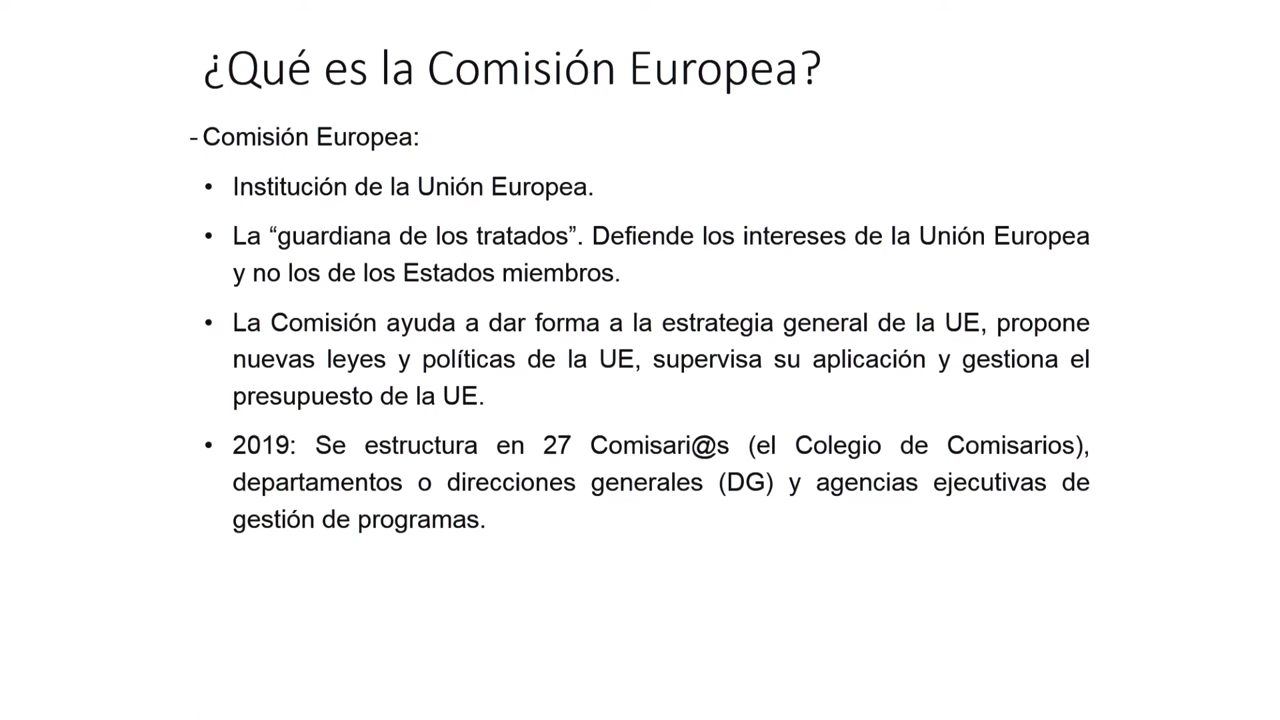 ¿Qué es la Comisión Europea?
- Comisión Europea:
• Institución de la Unión Europea.
• La “guardiana de los tratados”. Defiende los intereses de la Unión Europea
y no los de los Estados miembros.
• La Comisión ayuda a dar forma a la estrategia general de la UE, propone
nuevas leyes y políticas de la UE, supervisa su aplicación y gestiona el
presupuesto de la UE.
• 2019: Se estructura en 27 Comisari@s (el Colegio de Comisarios),
departamentos o direcciones generales (DG) y agencias ejecutivas de
gestión de programas.